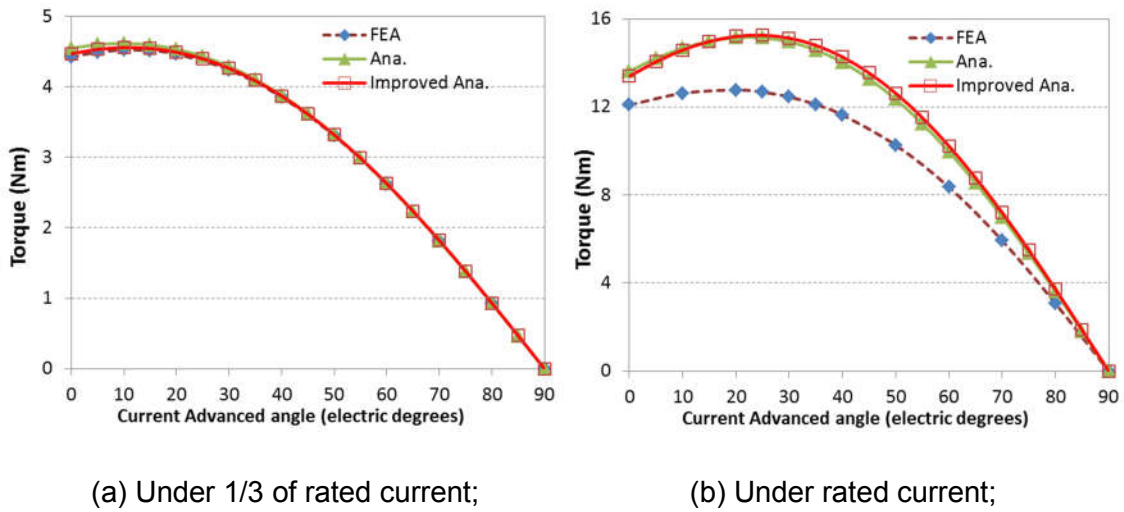 5
4
3
2
1
0
Torque (Nm)
FEA
Ana.
Improved Ana.
0 10 20 30 40 50 60 70 80 90
Current Advanced angle (electric degrees)
(a) Under 1/3 of rated current;
16
12
8
4
0
Torque (Nm)
FEA
Ana.
Improved Ana.
0 10 20 30 40 50 60 70 80 90
Current Advanced angle (electric degrees)
(b) Under rated current;